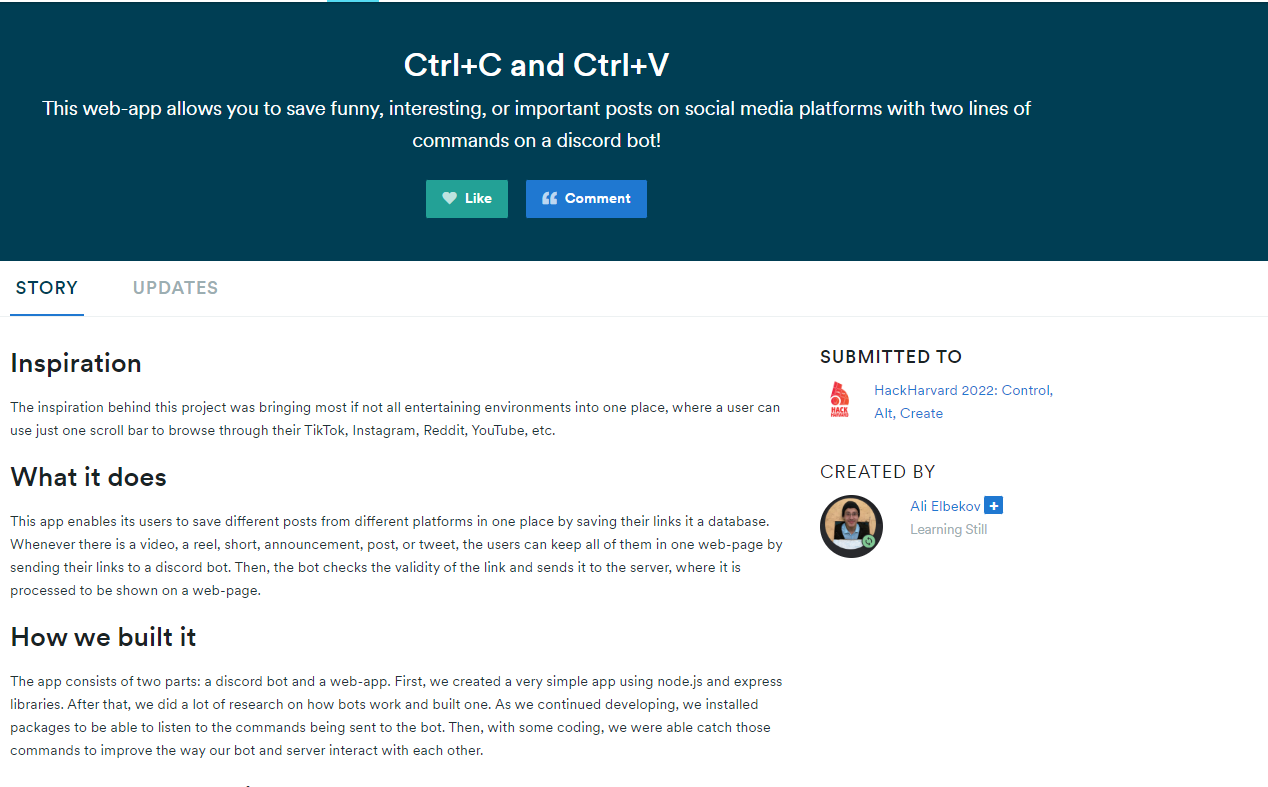 Ctrl+C and Ctrl+V
This web-app allows you to save funny, interesting, or important posts on social media platforms with two lines of
commands on a discord bot!
Like
Comment
STORY
UPDATES
Inspiration
The inspiration behind this project was bringing most if not all entertaining environments into one place, where a user can
use just one scroll bar to browse through their TikTok, Instagram, Reddit, YouTube, etc.
What it does
This app enables its users to save different posts from different platforms in one place by saving their links it a database.
Whenever there is a video, a reel, short, announcement, post, or tweet, the users can keep all of them in one web-page by
sending their links to a discord bot. Then, the bot checks the validity of the link and sends it to the server, where it is
processed to be shown on a web-page.
How we built it
The app consists of two parts: a discord bot and a web-app. First, we created a very simple app using node.js and express
libraries. After that, we did a lot of research on how bots work and built one. As we continued developing, we installed
packages to be able to listen to the commands being sent to the bot. Then, with some coding, we were able catch those
commands to improve the way our bot and server interact with each other.
SUBMITTED TO
HACK
HARVARD
HackHarvard 2022: Control,
Alt, Create
CREATED BY
Ali Elbekov
Learning Still